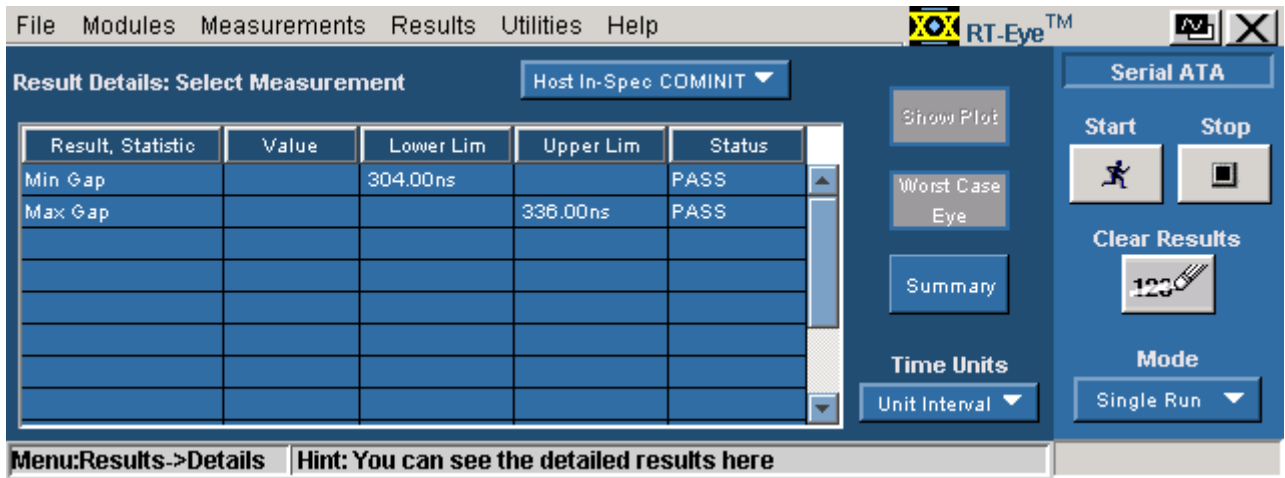 File Modules Measurements Results Utilities Help RT-Eye™
Result Details: Select Measurement Host In-Spec COMINIT
Result, Statistic Value Lower Lim Upper Lim Status
Min Gap 304.00ns PASS
Max Gap 336.00ns PASS
Show Plot
Worst Case
Eye
Summary
Time Units
Unit Interval
Serial ATA
Start Stop
Clear Results
123
Mode
Single Run
Menu:Results->Details Hint: You can see the detailed results here